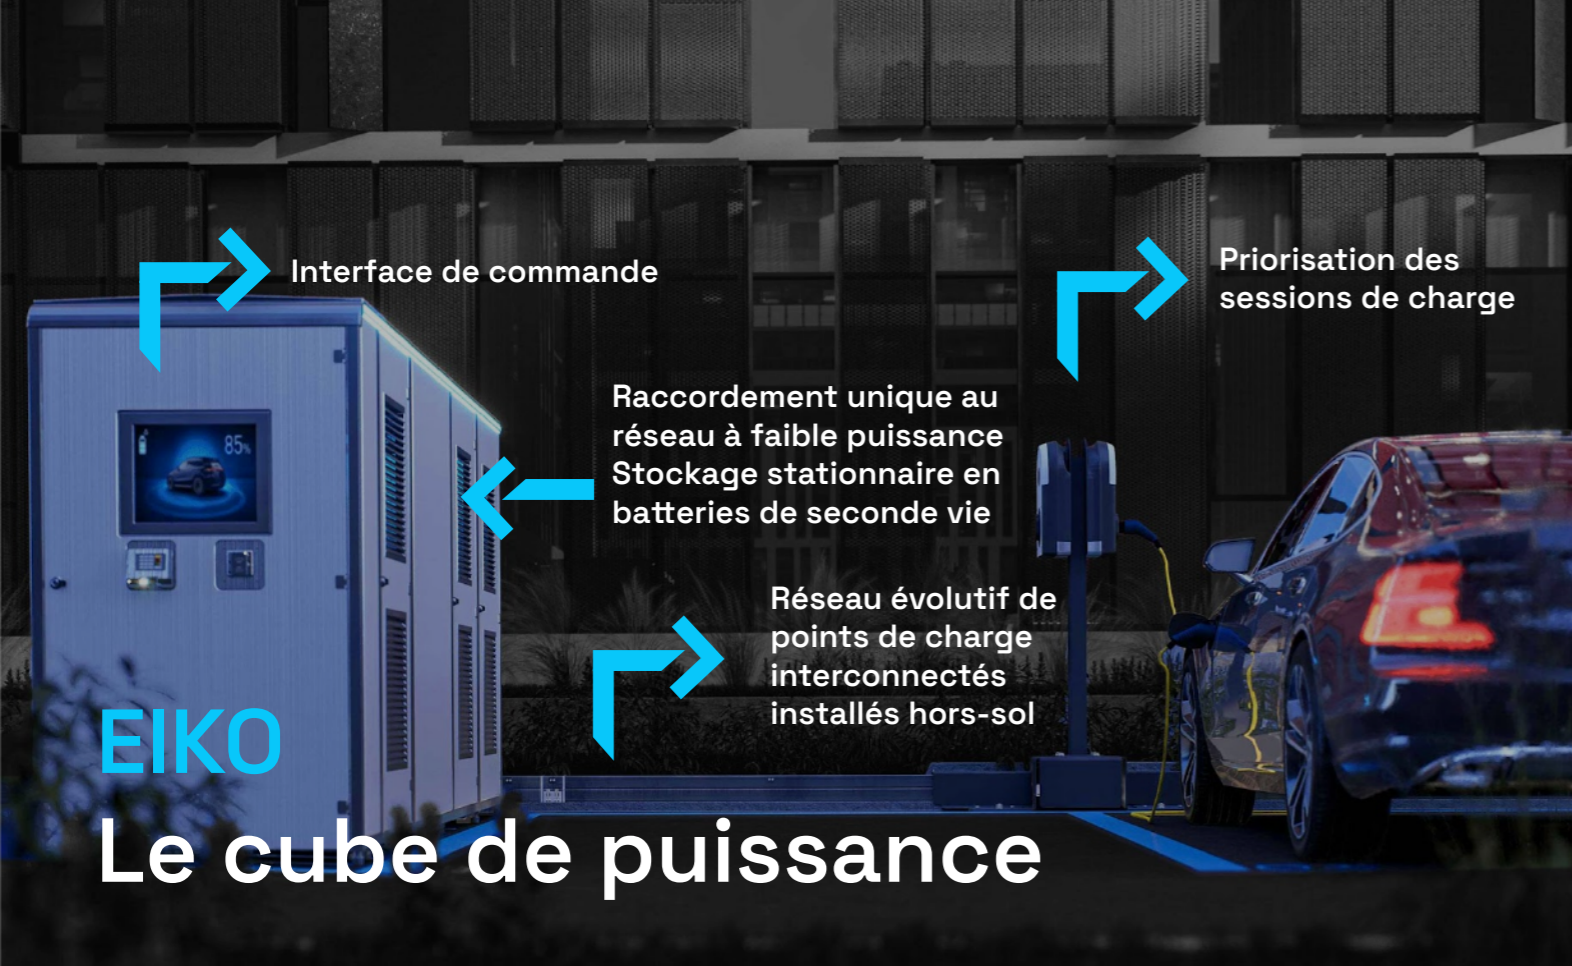 Interface de commande
Priorisation des
sessions de charge
Raccordement unique au
réseau à faible puissance
Stockage stationnaire en
batteries de seconde vie
85%
Réseau évolutif de
points de charge
interconnectés
installés hors-sol
EIKO
Le cube de puissance